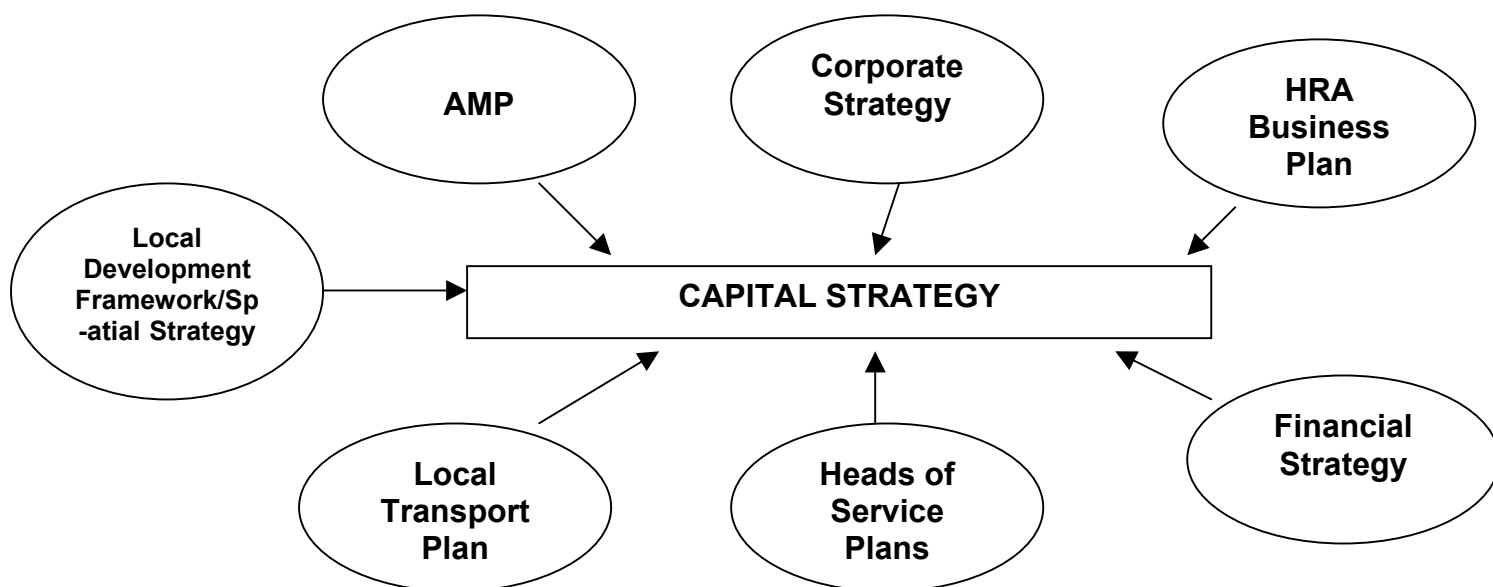 AMP
Corporate
Strategy
HRA
Business
Plan
Local
Development
Framework/Sp
-atial Strategy
CAPITAL STRATEGY
Local
Transport
Plan
Heads of
Service
Plans
Financial
Strategy